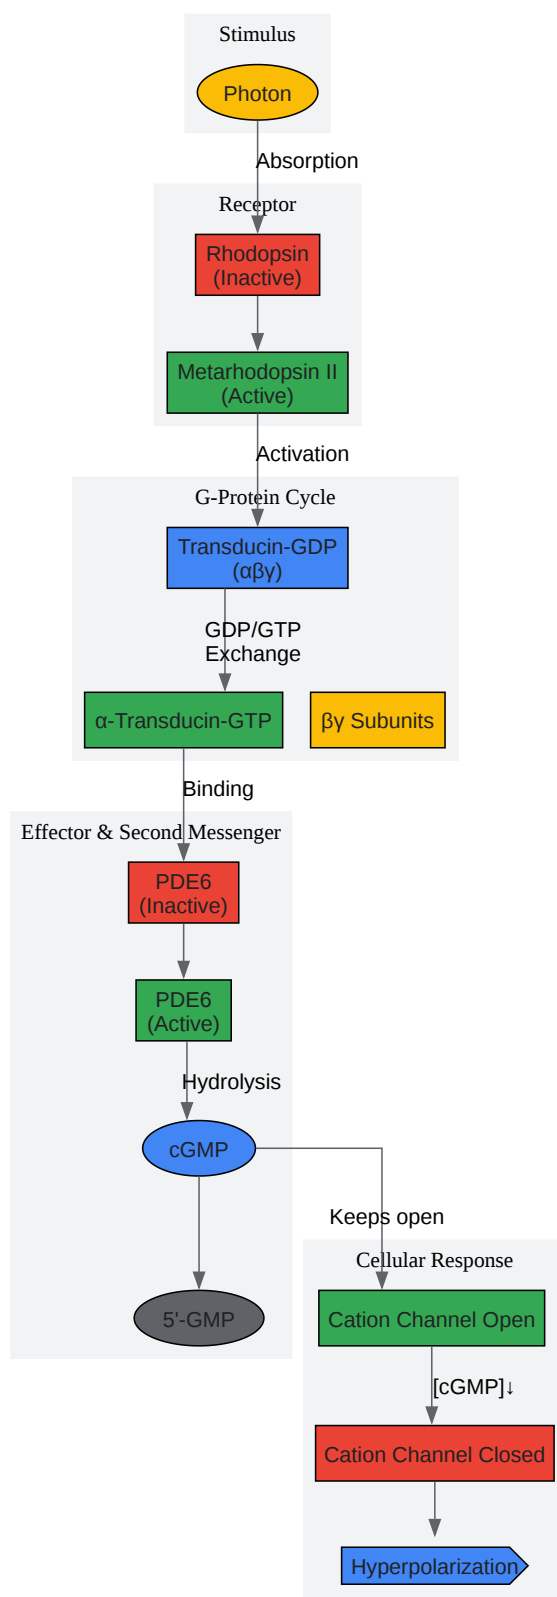 Stimulus
Photon
Absorption
Receptor
Rhodopsin
(Inactive)
Metarhodopsin II
(Active)
Activation
G-Protein Cycle
Transducin-GDP
(αβγ)
GDP/GTP
Exchange
α-Transducin-GTP
βγ Subunits
Binding
Effector & Second Messenger
PDE6
(Inactive)
PDE6
(Active)
Hydrolysis
cGMP
Keeps open
Cellular Response
5'-GMP
Cation Channel Open
[cGMP]↓
Cation Channel Closed
Hyperpolarization